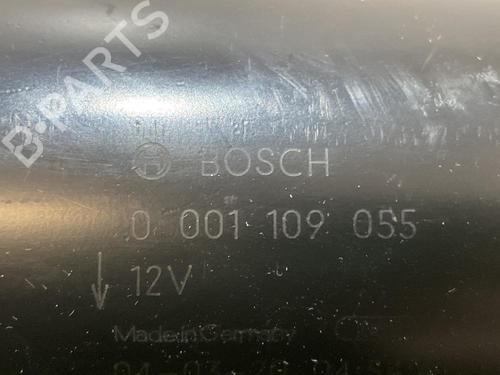 B-PARTS
BOSCH
0 001 109 055
12V
Made in Germany